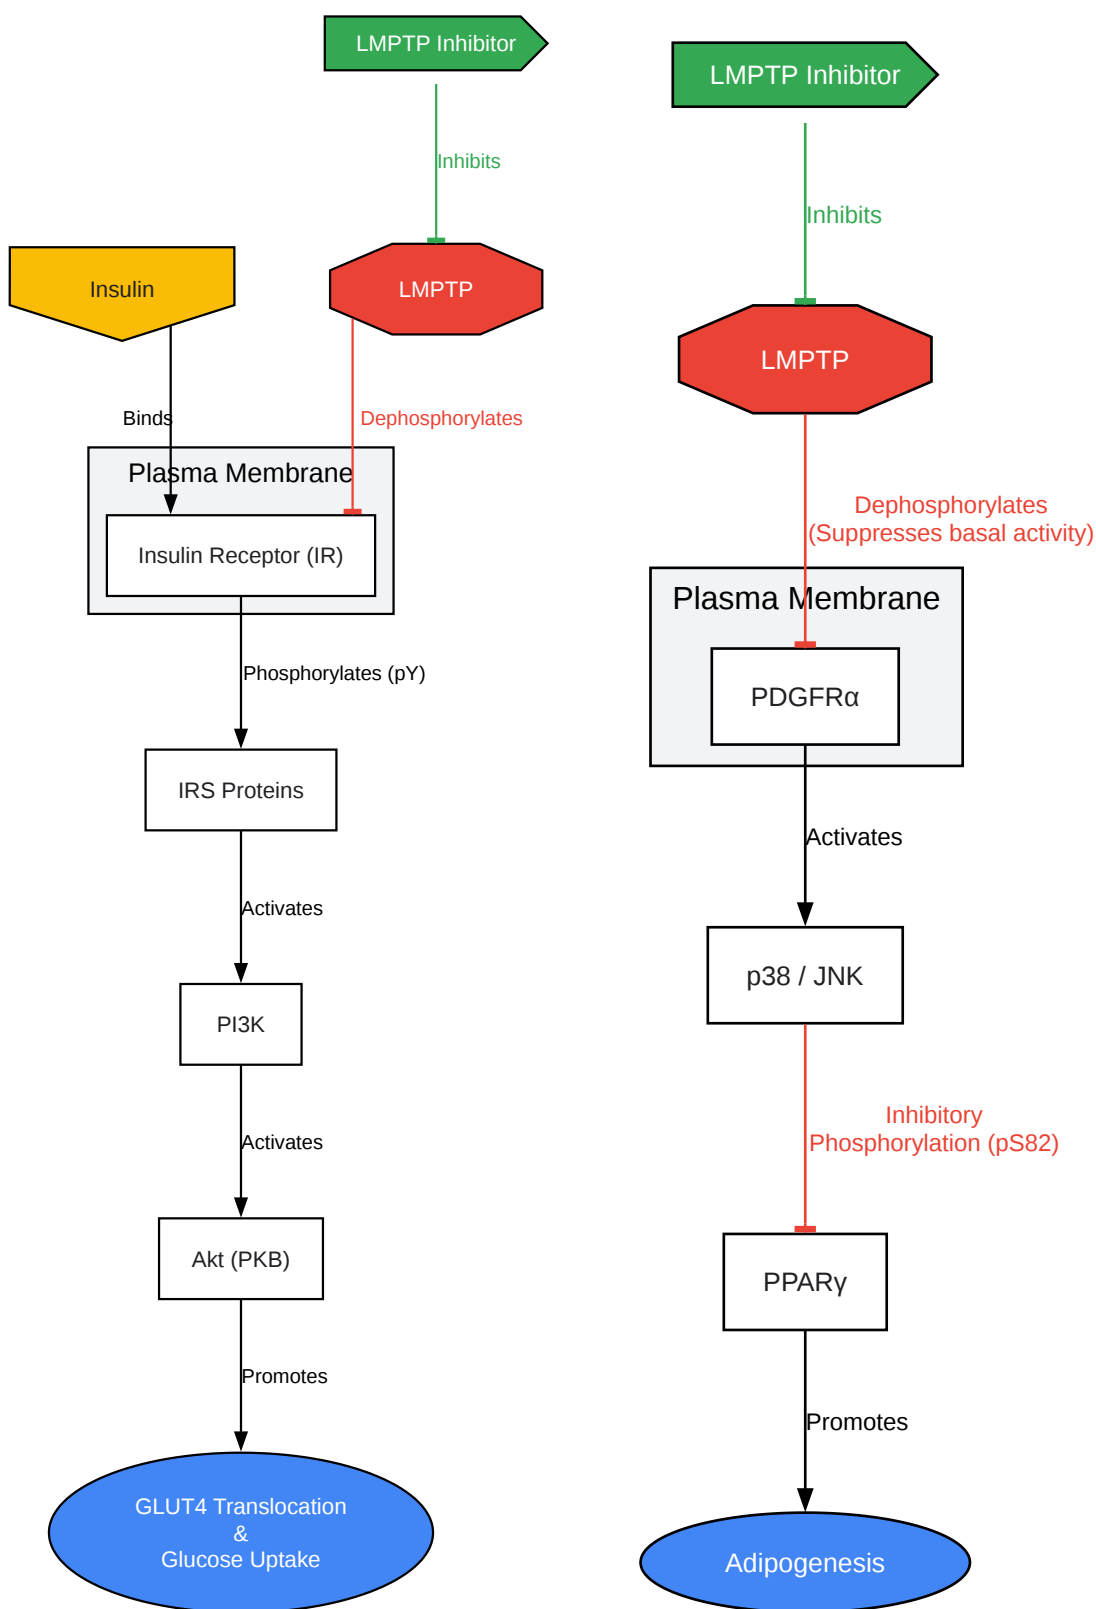 LMPTP Inhibitor
Inhibits
Insulin
LMPTP
Binds
Dephosphorylates
Plasma Membrane
Insulin Receptor (IR)
Phosphorylates (pY)
IRS Proteins
Activates
PI3K
Activates
Akt (PKB)
Promotes
GLUT4 Translocation
&
Glucose Uptake
LMPTP Inhibitor
Inhibits
LMPTP
Dephosphorylates
(Suppresses basal activity)
Plasma Membrane
PDGFRα
Activates
p38 / JNK
Inhibitory
Phosphorylation (pS82)
PPARγ
Promotes
Adipogenesis